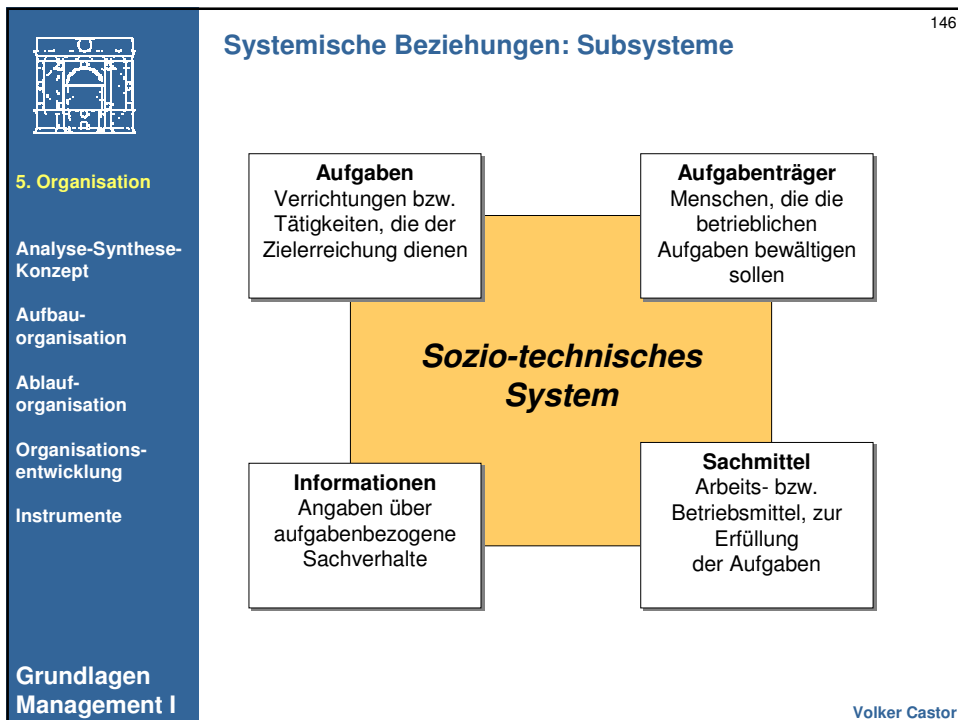 146
Systemische Beziehungen: Subsysteme
5. Organisation
Analyse-Synthese-
Konzept
Aufbau-
organisation
Ablauf-
organisation
Organisations-
entwicklung
Instrumente
Grundlagen
Management I
Aufgaben
Verrichtungen bzw.
Tätigkeiten, die der
Zielerreichung dienen
Aufgabenträger
Menschen, die die
betrieblichen
Aufgaben bewältigen
sollen
Sozio-technisches
System
Informationen
Angaben über
aufgabenbezogene
Sachverhalte
Sachmittel
Arbeits- bzw.
Betriebsmittel, zur
Erfüllung
der Aufgaben
Volker Castor